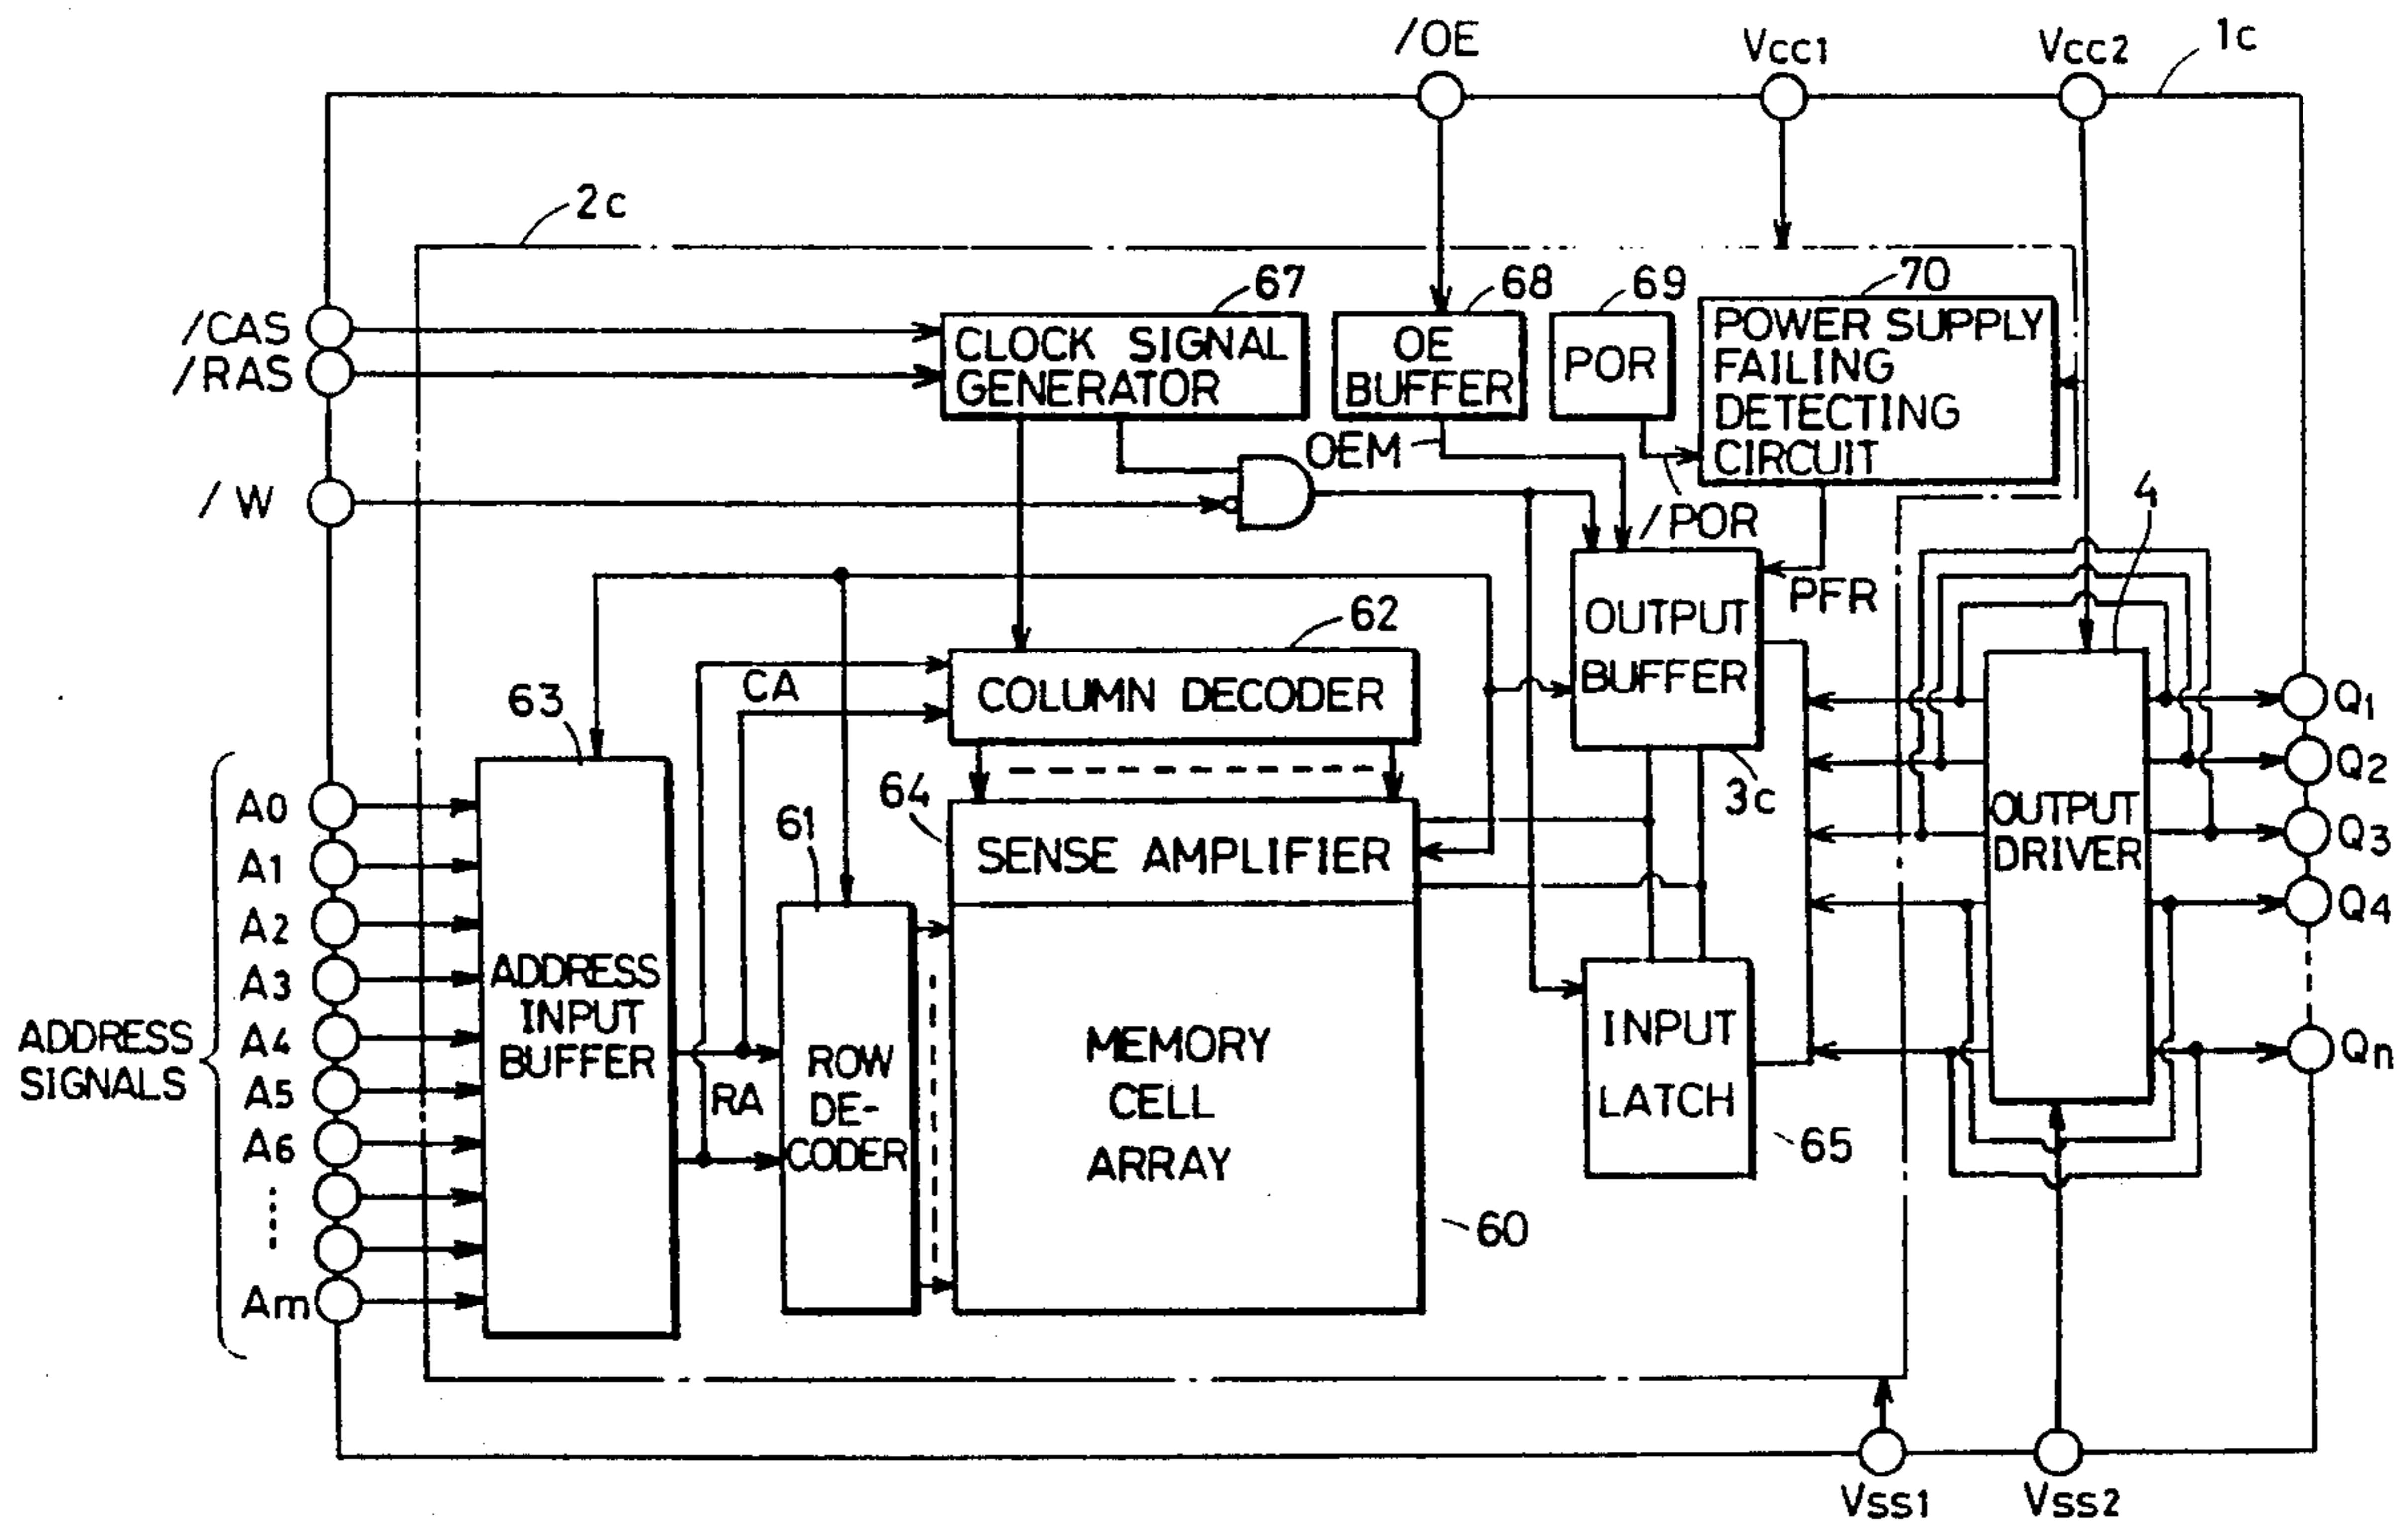 /OE
Vcc1
Vcc2
1c
2c
/CAS
/RAS
/W
67
CLOCK SIGNAL
GENERATOR
68
OE
BUFFER
69
POR
70
POWER SUPPLY
FAILING
DETECTING
CIRCUIT
OEM
/POR
PFR
4
OUTPUT
BUFFER
3c
62
COLUMN DECODER
CA
63
64
61
SENSE AMPLIFIER
ADDRESS
SIGNALS
A0
A1
A2
A3
A4
A5
A6
Am
ADDRESS
INPUT
BUFFER
RA
ROW
DE-
CODER
MEMORY
CELL
ARRAY
60
INPUT
LATCH
65
OUTPUT
DRIVER
Q1
Q2
Q3
Q4
Qn
Vss1
Vss2